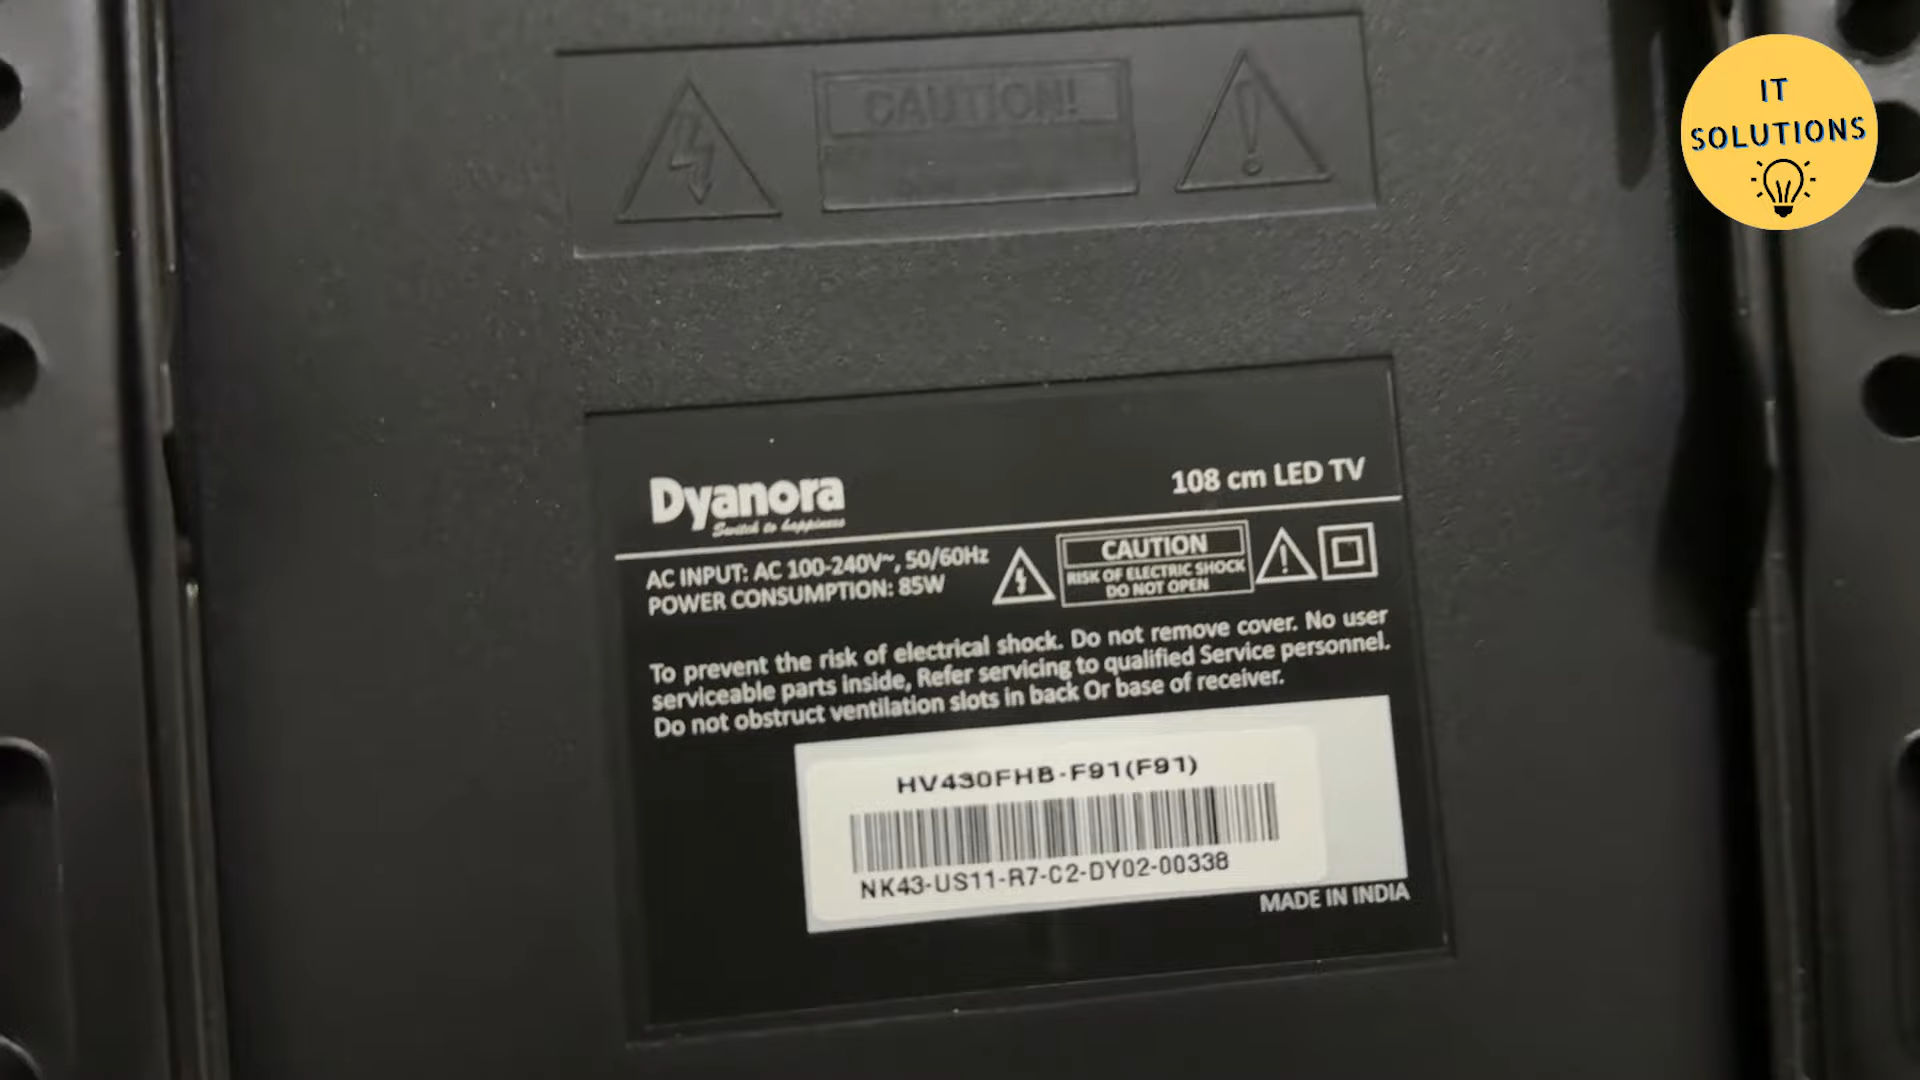 IT
SOLUTIONS
CAUTION!
Dyanora
Switch to happiness
108 cm LED TV
AC INPUT: AC 100-240V~, 50/60Hz
POWER CONSUMPTION: 85W
CAUTION
RISK OF ELECTRIC SHOCK
DO NOT OPEN
To prevent the risk of electrical shock. Do not remove cover. No user
serviceable parts inside, Refer servicing to qualified Service personnel.
Do not obstruct ventilation slots in back Or base of receiver.
HV430FHB-F91(F91)
NK43-US11-R7-C2-DY02-00338
MADE IN INDIA